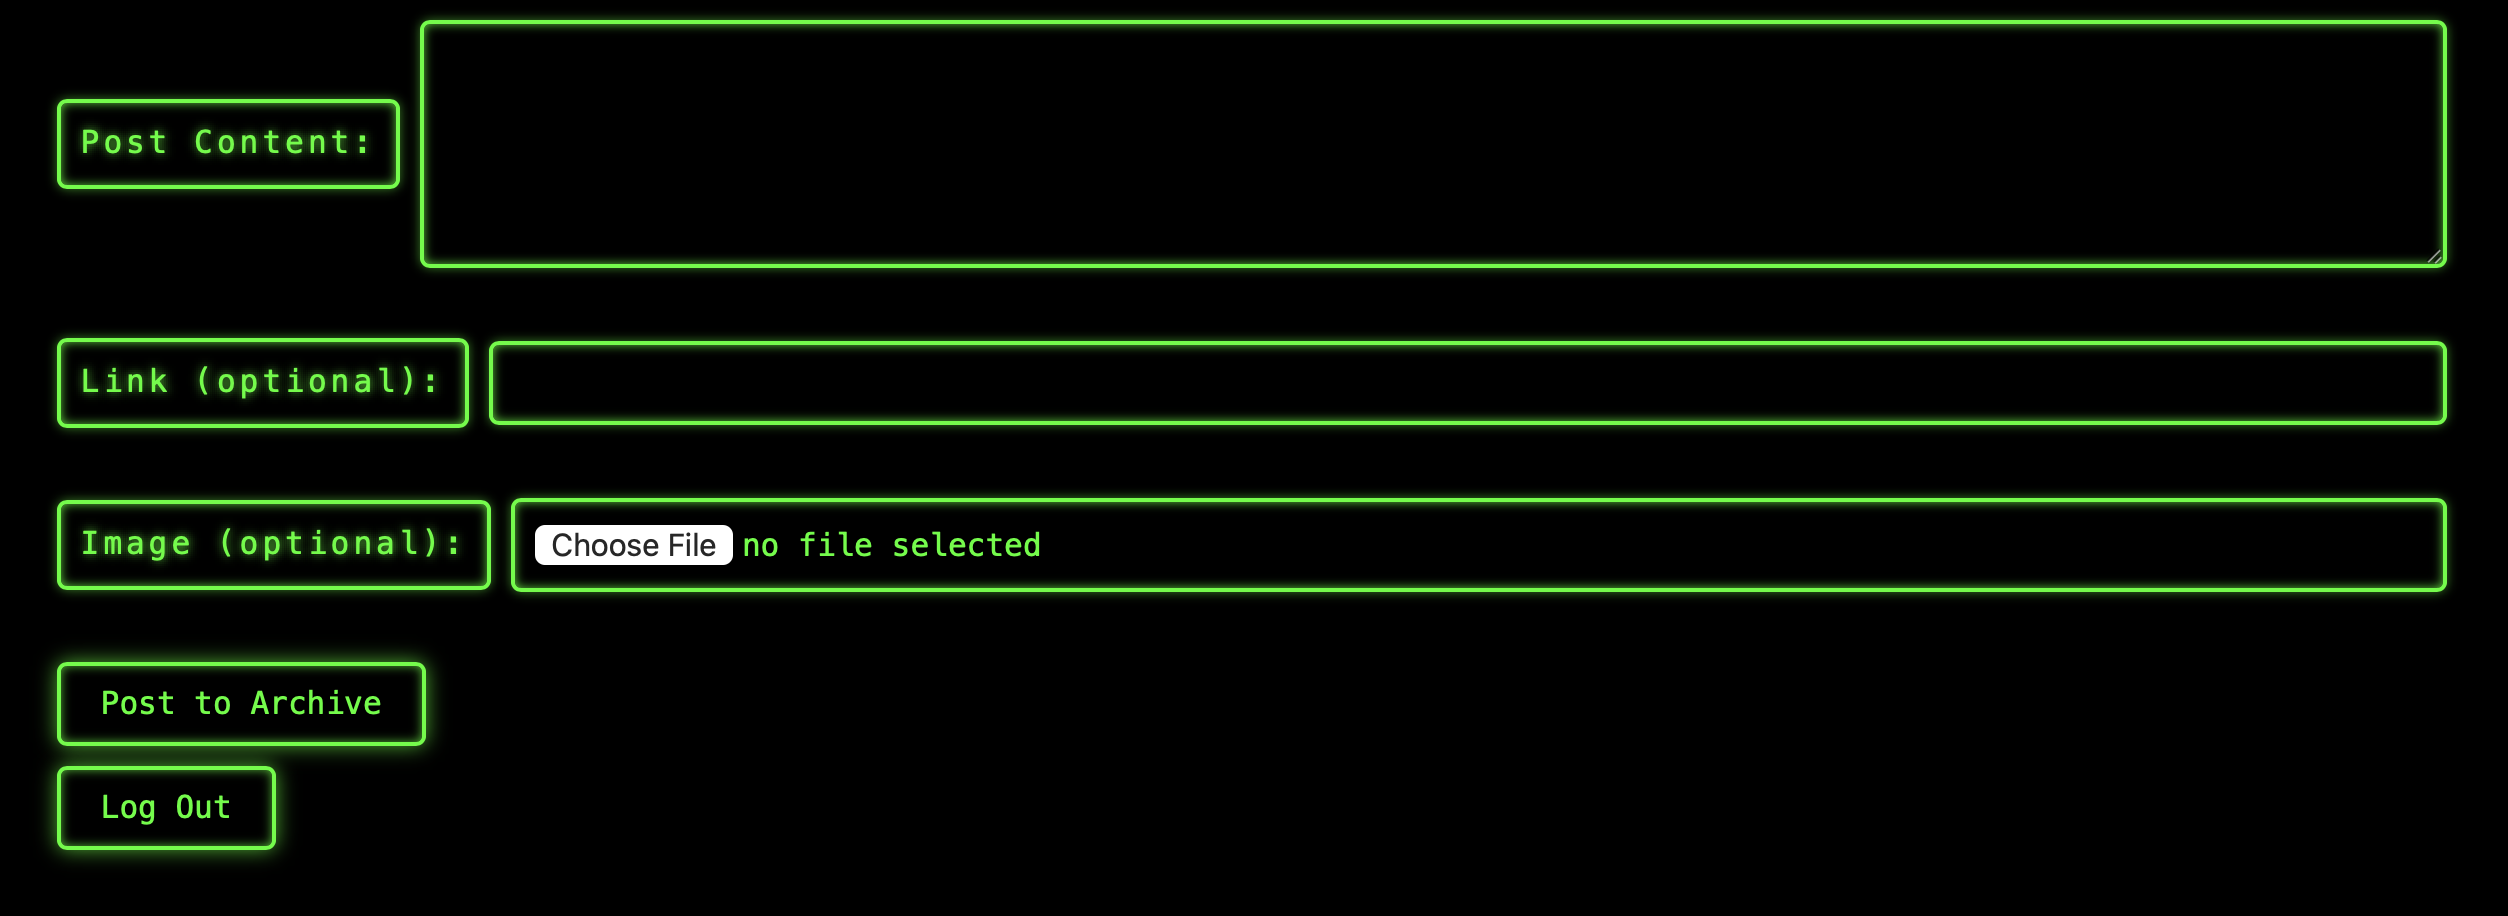 Post Content:
Link (optional):
Image (optional):
Choose File no file selected
Post to Archive
Log Out